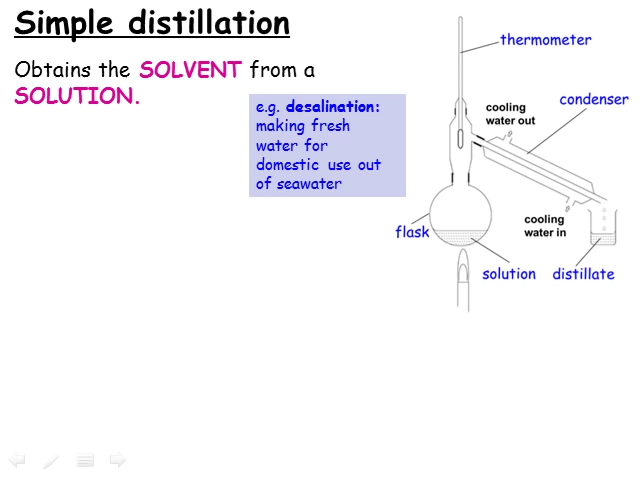 Simple distillation
Obtains the SOLVENT from a
SOLUTION.
e.g. desalination:
making fresh
water for
domestic use out
of seawater
thermometer
condenser
cooling
water out
cooling
water in
flask
solution
distillate